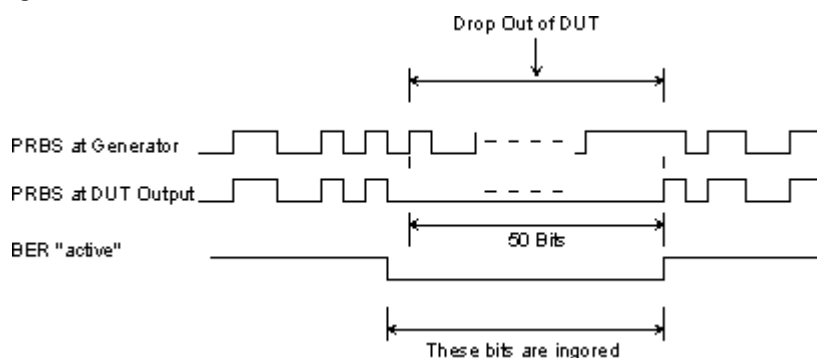 Drop Out of DUT
PRBS at Generator
PRBS at DUT Output
50 Bits
BER "active"
These bits are ingored